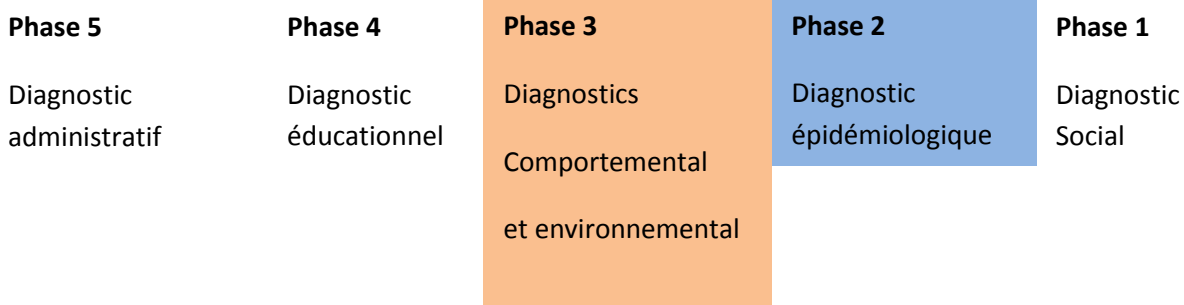 Phase 5
Diagnostic
administratif
Phase 4
Diagnostic
éducationnel
Phase 3
Diagnostics
Comportemental
et environnemental
Phase 2
Diagnostic
épidémiologique
Phase 1
Diagnostic
Social